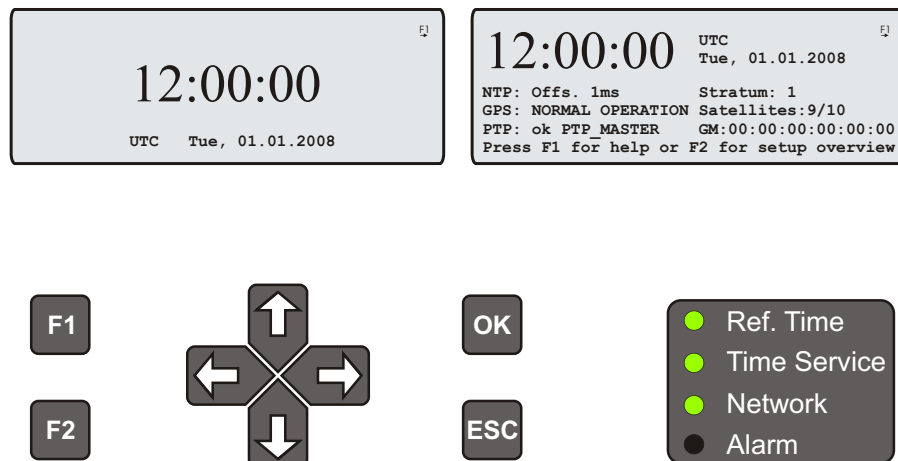 F1
12:00:00
UTC Tue, 01.01.2008
12:00:00
UTC
F1
Tue, 01.01.2008
NTP: Offs. 1ms Stratum: 1
GPS: NORMAL OPERATION Satellites:9/10
PTP: ok PTP_MASTER GM:00:00:00:00:00:00
Press F1 for help or F2 for setup overview
F1
OK
F2
ESC
Ref. Time
Time Service
Network
Alarm